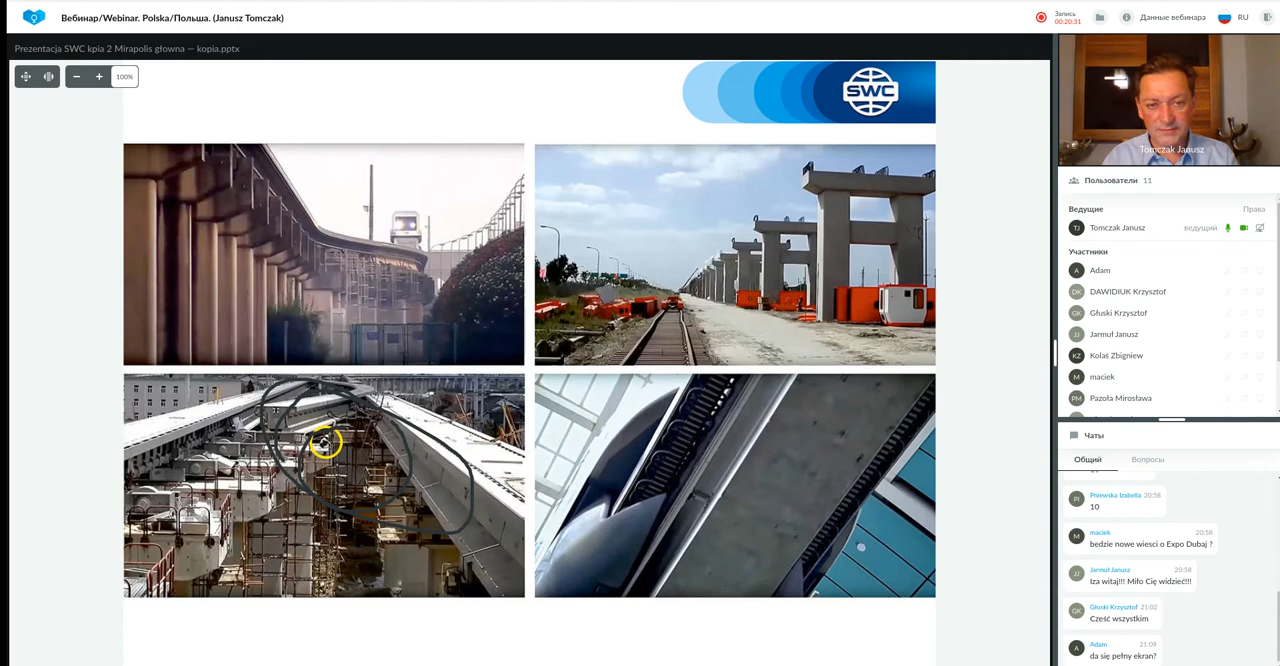 Вебинар/Webinar. Polska/Польша. (Janusz Tomczak)
Запись
00:20:31
Данные вебинара
RU
Prezentacja SWC kpia 2 Mirapolis głowna — kopia.pptx
100%
SWC
Tomczak Janusz
Пользователи 11
Ведущие
Права
TJ Tomczak Janusz ведущий
Участники
A Adam
DK DAWIDIUK Krzysztof
GK Głuski Krzysztof
JJ Jarmuł Janusz
KZ Kolaś Zbigniew
M maciek
PM Pazoła Mirosława
Чаты
Общий Вопросы
PI Pniewska Izabella 20:58
10
M maciek 20:58
bedzie nowe wiesci o Expo Dubaj ?
JJ Jarmuł Janusz 20:58
Iza witaj!!! Miło Cię widzieć!!!
GK Głuski Krzysztof 21:02
Cześć wszystkim
A Adam 21:09
da się pełny ekran?